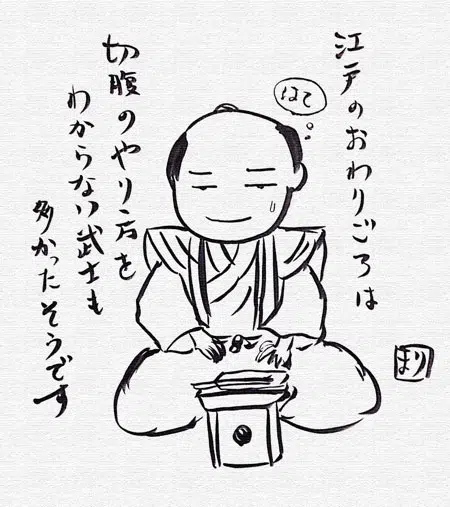 江戸のおわりごろは
はて
切腹のやり方を
わからない武士も
多かったそうです
まり